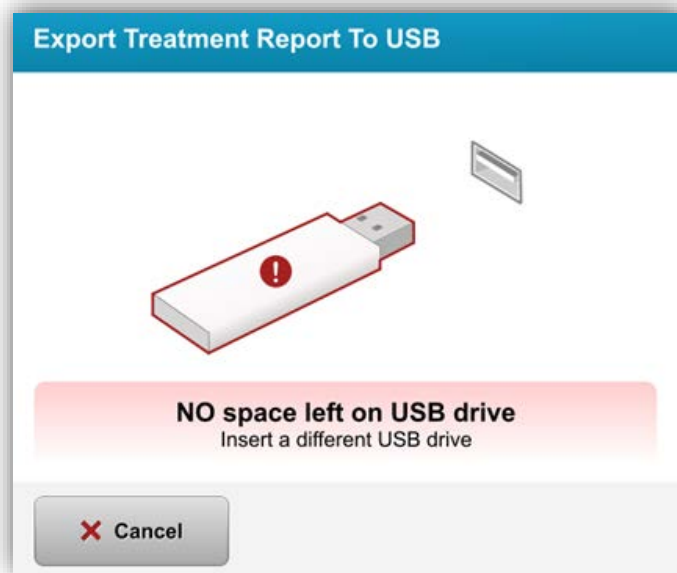 Export Treatment Report To USB
!
NO space left on USB drive
Insert a different USB drive
Cancel